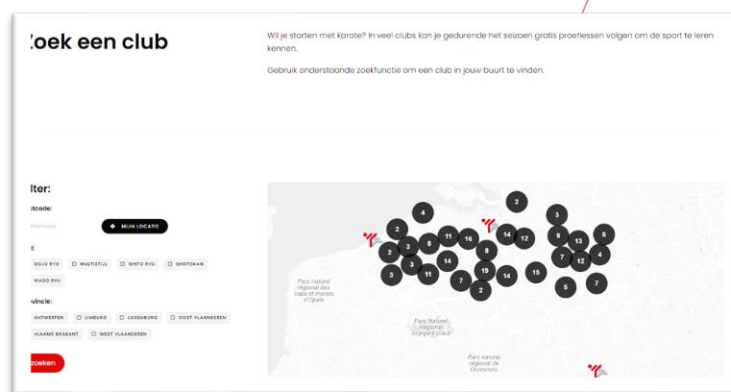 oek een club
Wil je starten met karate? In veel clubs kan je gedurende het seizoen gratis proeflessen volgen om de sport te leren
kennen.
Gebruik onderstaande zoekfunctie om een club in jouw buurt te vinden.
lter:
tcode:
MIJN LOCATIE
GOJU RYU MULTISTIJL SHITO RYU SHOTOKAN
WADO RYU
vincie:
ANTWERPEN LIMBURG LUXEMBURG OOST VLAANDEREN
VLAAMS BRABANT WEST VLAANDEREN
zoeken
2
4
3
2
14
12
9
13
6
11
16
9
3
2
8
7
12
4
3
14
3
11
7
19
14
15
2
5
7
Parc naturel
régional des
caps et marais
d'Opale
Parc Naturel
Régional
Scarpe-Escaut
Parc naturel
régional de
l'Avesnois